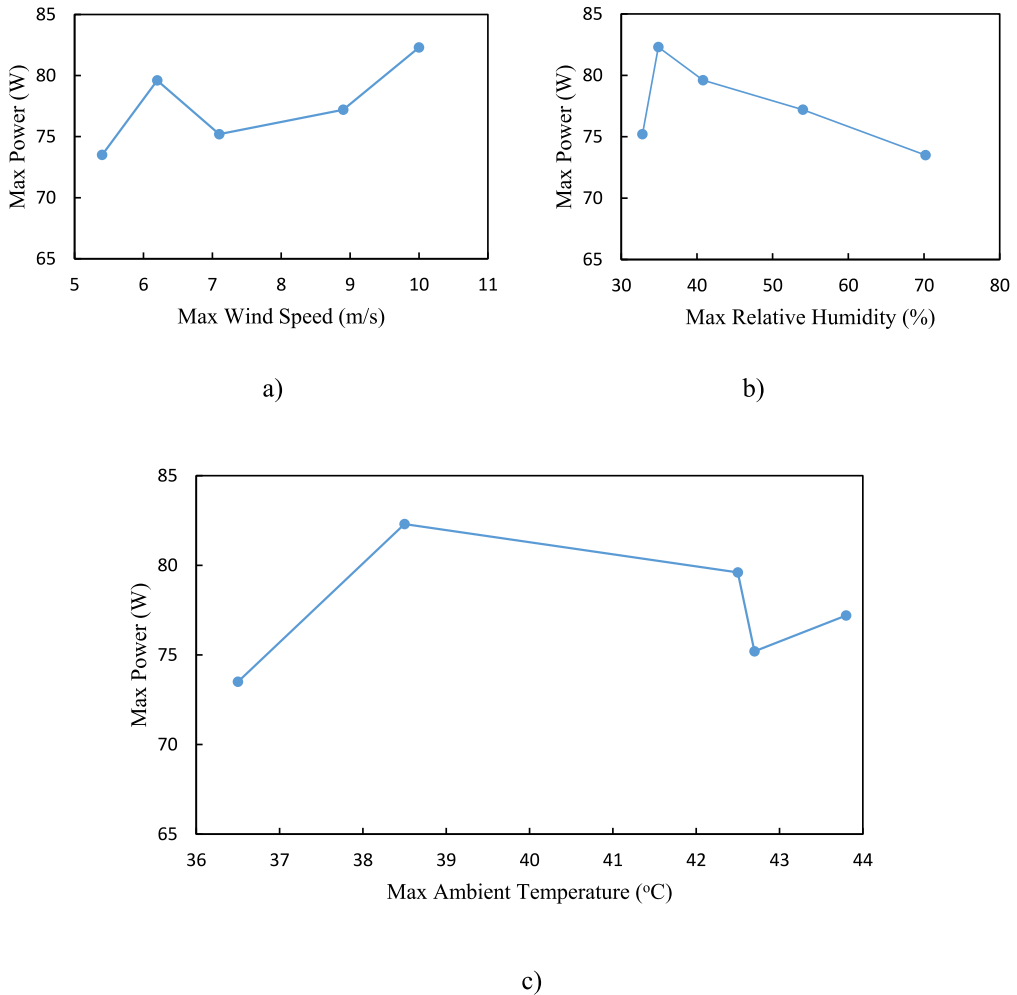 85
80
75
70
65
Max Power (W)
5 6 7 8 9 10 11
Max Wind Speed (m/s)
a)
85
80
75
70
65
Max Power (W)
30 40 50 60 70 80
Max Relative Humidity (%)
b)
85
80
75
70
65
Max Power (W)
36 37 38 39 40 41 42 43 44
Max Ambient Temperature (°C)
c)